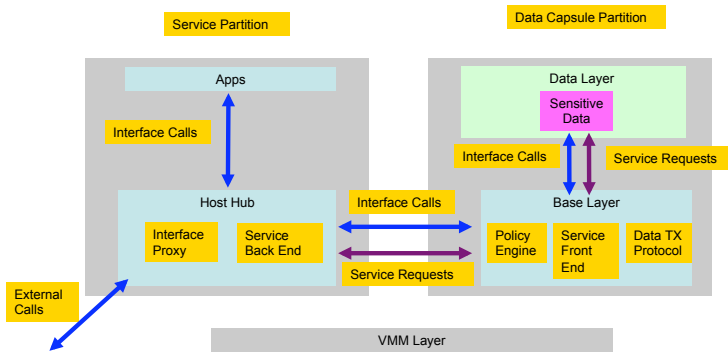 Service Partition
Data Capsule Partition
Apps
Data Layer
Sensitive
Data
Interface Calls
Interface Calls
Service Requests
Host Hub
Interface Calls
Base Layer
Interface
Proxy
Service
Back End
Policy
Engine
Service
Front
End
Data TX
Protocol
Service Requests
External
Calls
VMM Layer